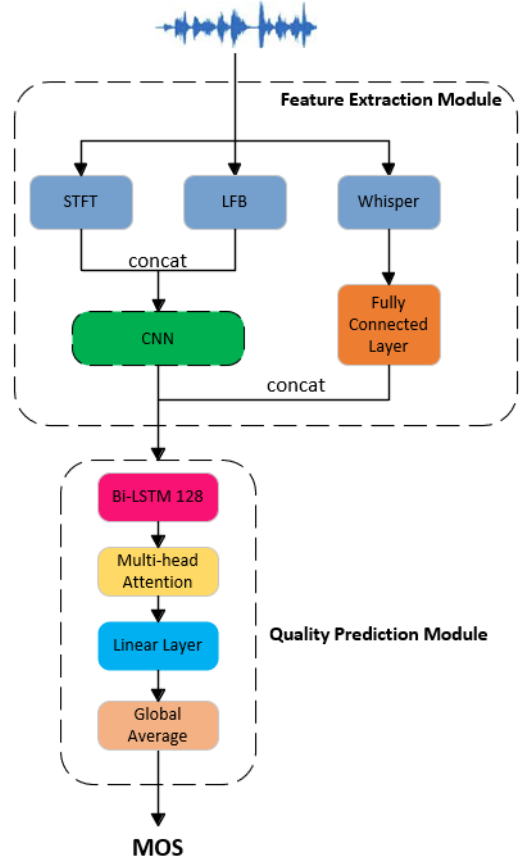 Feature Extraction Module
STFT
LFB
Whisper
concat
CNN
Fully
Connected
Layer
concat
Bi-LSTM 128
Multi-head
Attention
Linear Layer
Quality Prediction Module
Global
Average
MOS